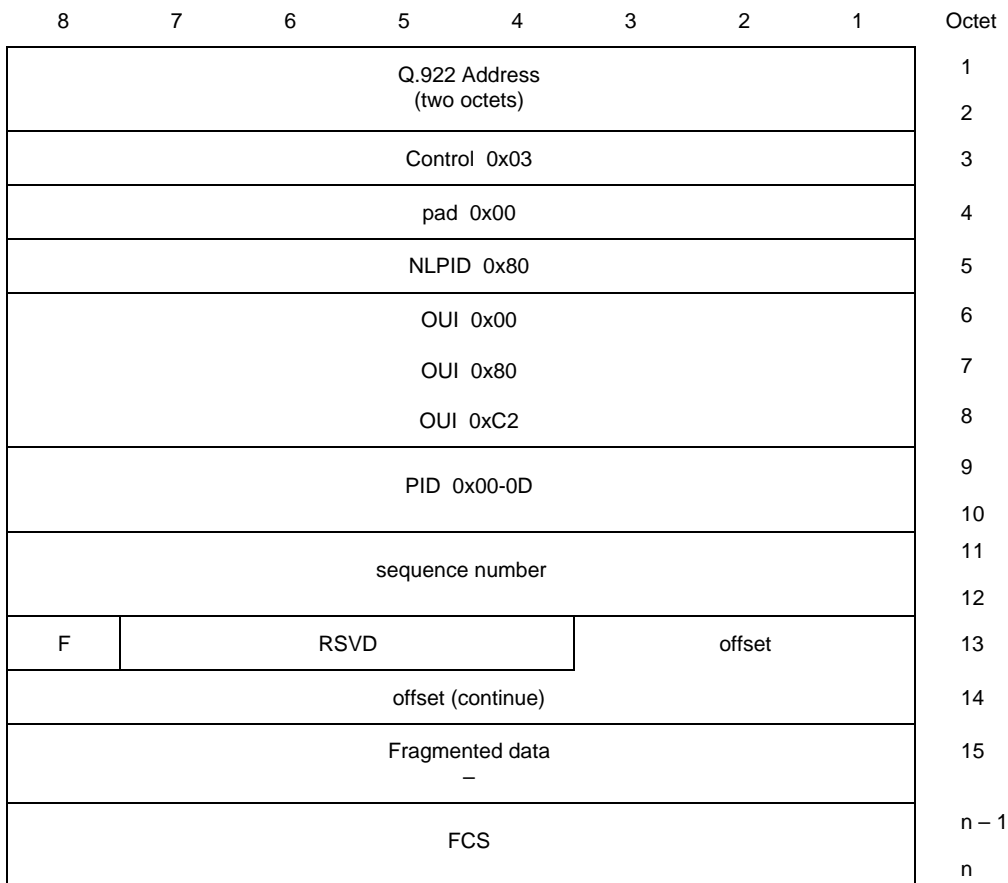 8 7 6 5 4 3 2 1 Octet
Q.922 Address 1
(two octets)
2
Control 0x03 3
pad 0x00 4
NLPID 0x80 5
OUI 0x00 6
OUI 0x80 7
OUI 0xC2 8
9
PID 0x00-0D
10
11
sequence number
12
F RSVD offset 13
offset (continue) 14
Fragmented data 15
–
n – 1
FCS
n